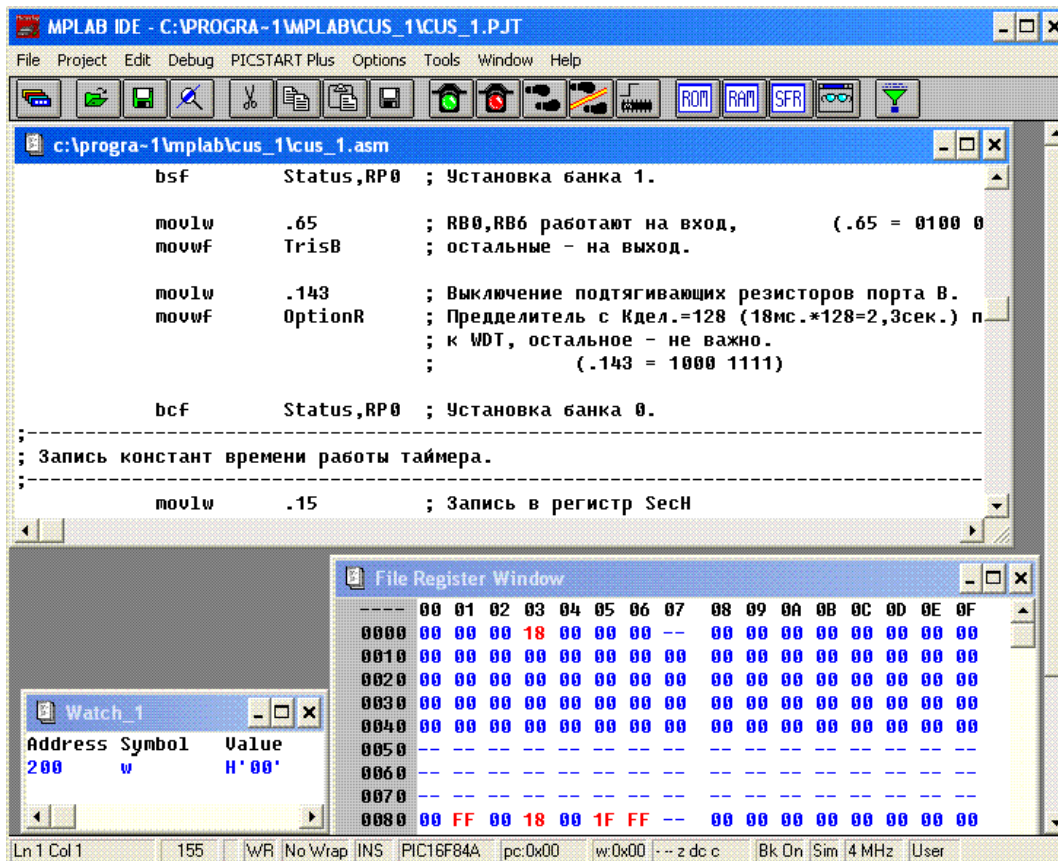 MPLAB IDE - C:\PROGRA~1\MPLAB\CUS_1\CUS_1.PJT
File Project Edit Debug PICSTART Plus Options Tools Window Help
ROM RAM SFR
c:\progra~1\mplab\cus_1\cus_1.asm
bsf Status,RP0 ; Установка банка 1.
movlw .65 ; RB0,RB6 работают на вход, (.65 = 0100 0
movwf TrisB ; остальные - на выход.
movlw .143 ; Выключение подтягивающих резисторов порта В.
movwf OptionR ; Предделитель с Кдел.=128 (18мс.*128=2,3сек.) п
; к WDT, остальное - не важно.
; (.143 = 1000 1111)
bcf Status,RP0 ; Установка банка 0.
;------------------------------------------------------------
; Запись констант времени работы таймера.
;------------------------------------------------------------
movlw .15 ; Запись в регистр SecH
File Register Window
---- 00 01 02 03 04 05 06 07 08 09 0A 0B 0C 0D 0E 0F
0000 00 00 00 18 00 00 00 -- 00 00 00 00 00 00 00 00
0010 00 00 00 00 00 00 00 00 00 00 00 00 00 00 00 00
0020 00 00 00 00 00 00 00 00 00 00 00 00 00 00 00 00
0030 00 00 00 00 00 00 00 00 00 00 00 00 00 00 00 00
0040 00 00 00 00 00 00 00 00 00 00 00 00 00 00 00 00
0050 -- -- -- -- -- -- -- -- -- -- -- -- -- -- -- --
0060 -- -- -- -- -- -- -- -- -- -- -- -- -- -- -- --
0070 -- -- -- -- -- -- -- -- -- -- -- -- -- -- -- --
0080 00 FF 00 18 00 1F FF -- 00 00 00 00 00 00 00 00
Watch_1
Address Symbol Value
200 w H'00'
Ln 1 Col 1 155 WR No Wrap INS PIC16F84A pc:0x00 w:0x00 - -- z dc c Bk On Sim 4 MHz User